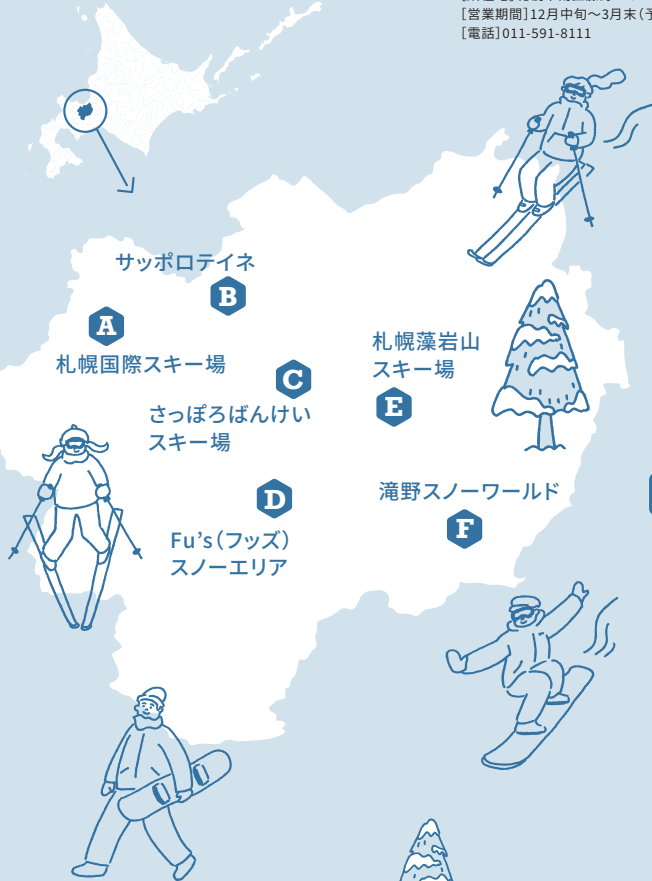 [営業期間]12月中旬〜3月末(予
[電話]011-591-8111
サッポロテイネ
B
A
札幌国際スキー場
C
さっぽろばんけい
スキー場
札幌藻岩山
スキー場
E
D
Fu's(フッズ)
スノーエリア
滝野スノーワールド
F